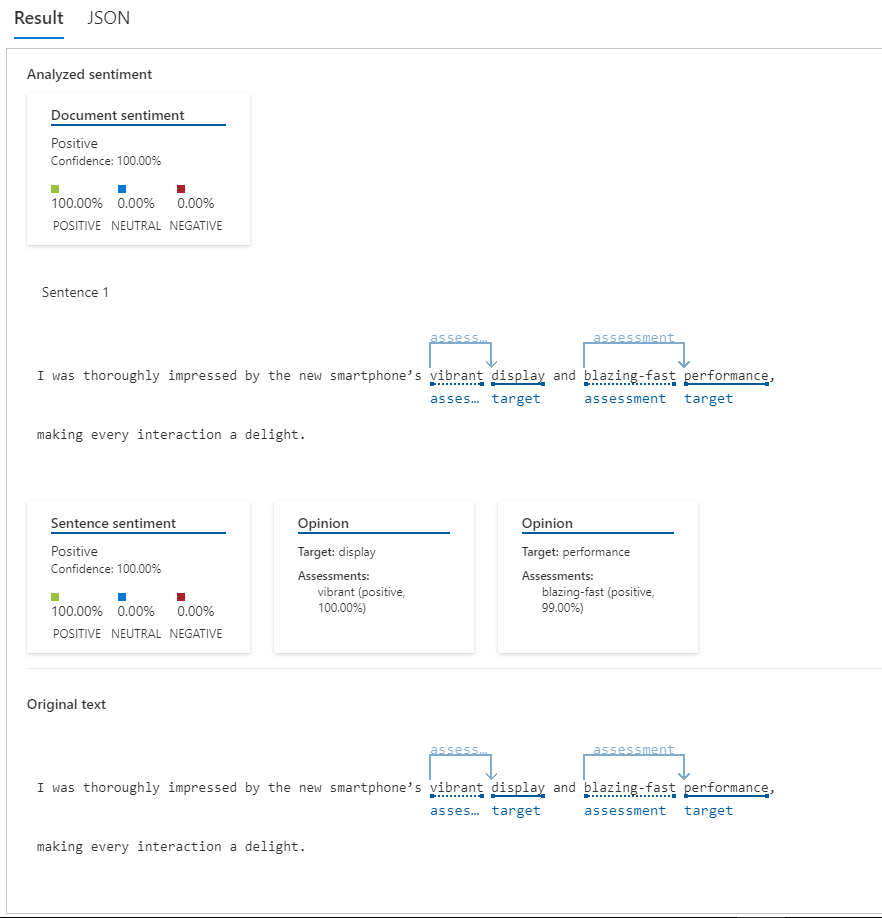 Result JSON
Analyzed sentiment
Document sentiment
Positive
Confidence: 100.00%
100.00% 0.00% 0.00%
POSITIVE NEUTRAL NEGATIVE
Sentence 1
assess… assessment
I was thoroughly impressed by the new smartphone’s vibrant display and blazing-fast performance,
asses… target assessment target
making every interaction a delight.
Sentence sentiment
Positive
Confidence: 100.00%
100.00% 0.00% 0.00%
POSITIVE NEUTRAL NEGATIVE
Opinion
Target: display
Assessments:
vibrant (positive,
100.00%)
Opinion
Target: performance
Assessments:
blazing-fast (positive,
99.00%)
Original text
assess… assessment
I was thoroughly impressed by the new smartphone’s vibrant display and blazing-fast performance,
asses… target assessment target
making every interaction a delight.